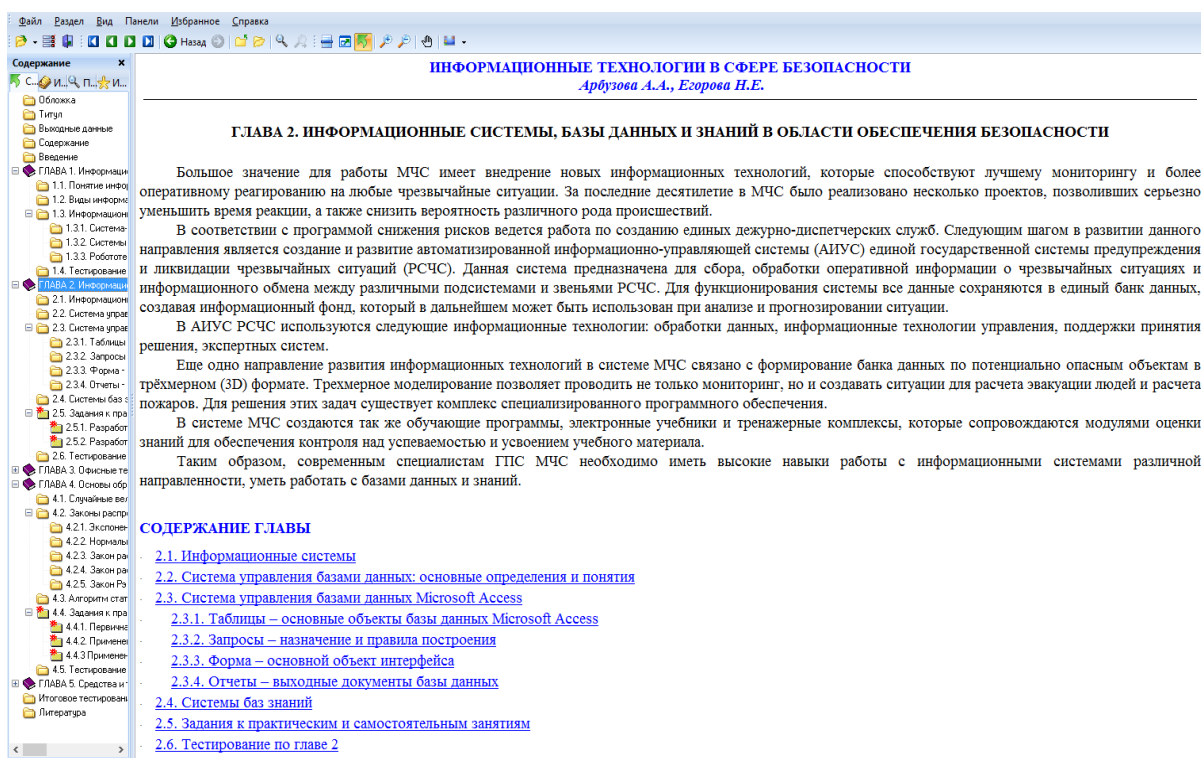 Файл Раздел Вид Панели Избранное Справка
Назад
Содержание
С... И... П... И...
Обложка
Титул
Выходные данные
Содержание
Введение
ГЛАВА 1. Информаци
1.1. Понятие инфо
1.2. Виды информа
1.3. Информацион
1.3.1. Система-
1.3.2. Системы
1.3.3. Робототе
1.4. Тестирование
ГЛАВА 2. Информаци
2.1. Информацион
2.2. Система управ
2.3. Система управ
2.3.1. Таблицы
2.3.2. Запросы
2.3.3. Форма -
2.3.4. Отчеты -
2.4. Системы баз з
2.5. Задания к пра
2.5.1. Разработ
2.5.2. Разработ
2.6. Тестирование
ГЛАВА 3. Офисные те
ГЛАВА 4. Основы обр
4.1. Случайные вел
4.2. Законы распр
4.2.1. Экспонен
4.2.2. Нормаль
4.2.3. Закон ра
4.2.4. Закон ра
4.2.5. Закон Рэ
4.3. Алгоритм стат
4.4. Задания к пра
4.4.1. Первична
4.4.2. Применен
4.4.3 Применен
4.5. Тестирование
ГЛАВА 5. Средства и
Итоговое тестирован
Литература
ИНФОРМАЦИОННЫЕ ТЕХНОЛОГИИ В СФЕРЕ БЕЗОПАСНОСТИ
Арбузова А.А., Егорова Н.Е.
ГЛАВА 2. ИНФОРМАЦИОННЫЕ СИСТЕМЫ, БАЗЫ ДАННЫХ И ЗНАНИЙ В ОБЛАСТИ ОБЕСПЕЧЕНИЯ БЕЗОПАСНОСТИ
Большое значение для работы МЧС имеет внедрение новых информационных технологий, которые способствуют лучшему мониторингу и более
оперативному реагированию на любые чрезвычайные ситуации. За последние десятилетие в МЧС было реализовано несколько проектов, позволивших серьезно
уменьшить время реакции, а также снизить вероятность различного рода происшествий.
В соответствии с программой снижения рисков ведется работа по созданию единых дежурно-диспетчерских служб. Следующим шагом в развитии данного
направления является создание и развитие автоматизированной информационно-управляющей системы (АИУС) единой государственной системы предупреждения
и ликвидации чрезвычайных ситуаций (РСЧС). Данная система предназначена для сбора, обработки оперативной информации о чрезвычайных ситуациях и
информационного обмена между различными подсистемами и звеньями РСЧС. Для функционирования системы все данные сохраняются в единый банк данных,
создавая информационный фонд, который в дальнейшем может быть использован при анализе и прогнозировании ситуации.
В АИУС РСЧС используются следующие информационные технологии: обработки данных, информационные технологии управления, поддержки принятия
решения, экспертных систем.
Еще одно направление развития информационных технологий в системе МЧС связано с формирование банка данных по потенциально опасным объектам в
трёхмерном (3D) формате. Трехмерное моделирование позволяет проводить не только мониторинг, но и создавать ситуации для расчета эвакуации людей и расчета
пожаров. Для решения этих задач существует комплекс специализированного программного обеспечения.
В системе МЧС создаются так же обучающие программы, электронные учебники и тренажерные комплексы, которые сопровождаются модулями оценки
знаний для обеспечения контроля над успеваемостью и усвоением учебного материала.
Таким образом, современным специалистам ГПС МЧС необходимо иметь высокие навыки работы с информационными системами различной
направленности, уметь работать с базами данных и знаний.
СОДЕРЖАНИЕ ГЛАВЫ
2.1. Информационные системы
2.2. Система управления базами данных: основные определения и понятия
2.3. Система управления базами данных Microsoft Access
2.3.1. Таблицы – основные объекты базы данных Microsoft Access
2.3.2. Запросы – назначение и правила построения
2.3.3. Форма – основной объект интерфейса
2.3.4. Отчеты – выходные документы базы данных
2.4. Системы баз знаний
2.5. Задания к практическим и самостоятельным занятиям
2.6. Тестирование по главе 2